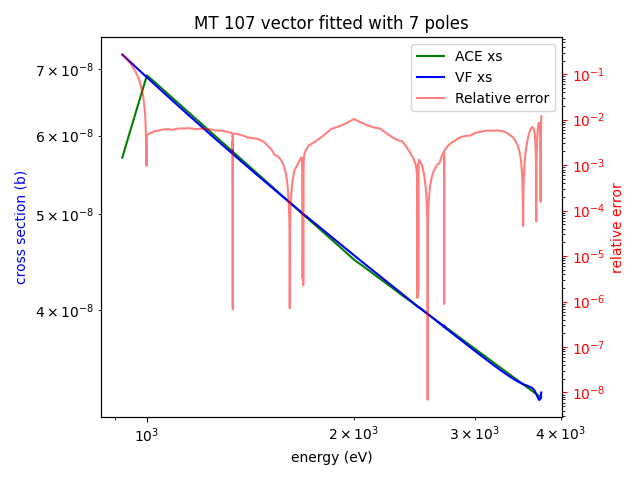 MT 107 vector fitted with 7 poles
ACE xs
VF xs
Relative error
7 × 10⁻⁸
6 × 10⁻⁸
5 × 10⁻⁸
4 × 10⁻⁸
cross section (b)
10⁻¹
10⁻²
10⁻³
10⁻⁴
10⁻⁵
10⁻⁶
10⁻⁷
10⁻⁸
relative error
10³
2 × 10³
3 × 10³
4 × 10³
energy (eV)